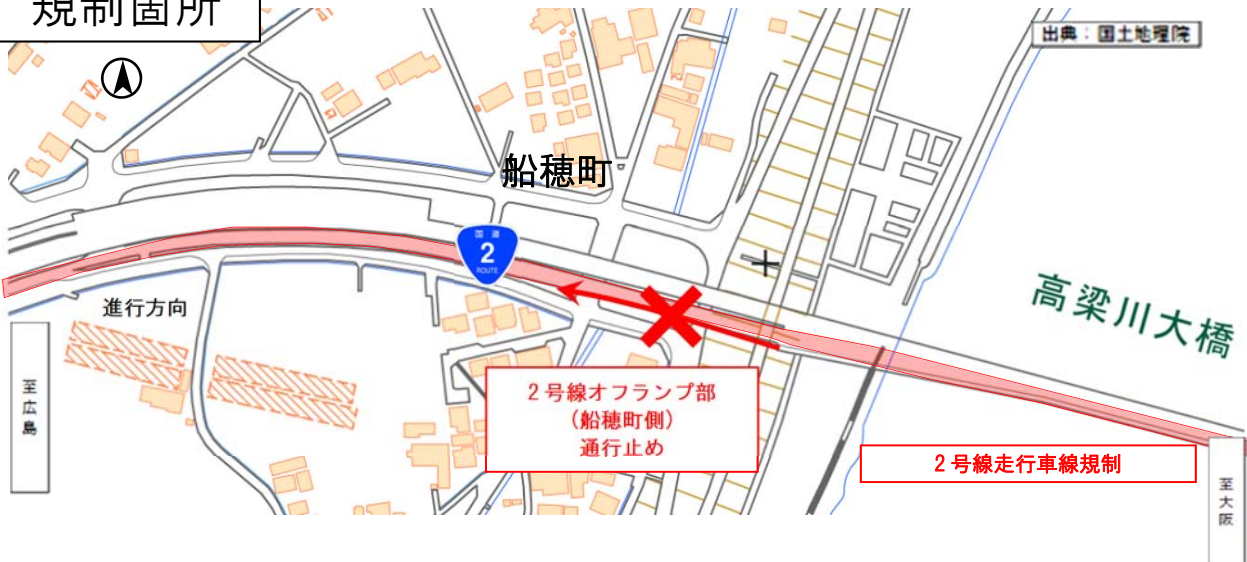 規制箇所
出典：国土地理院
船穂町
国道
2
ROUTE
高梁川大橋
進行方向
至広島
2号線オフランプ部
（船穂町側）
通行止め
2号線走行車線規制
至大阪